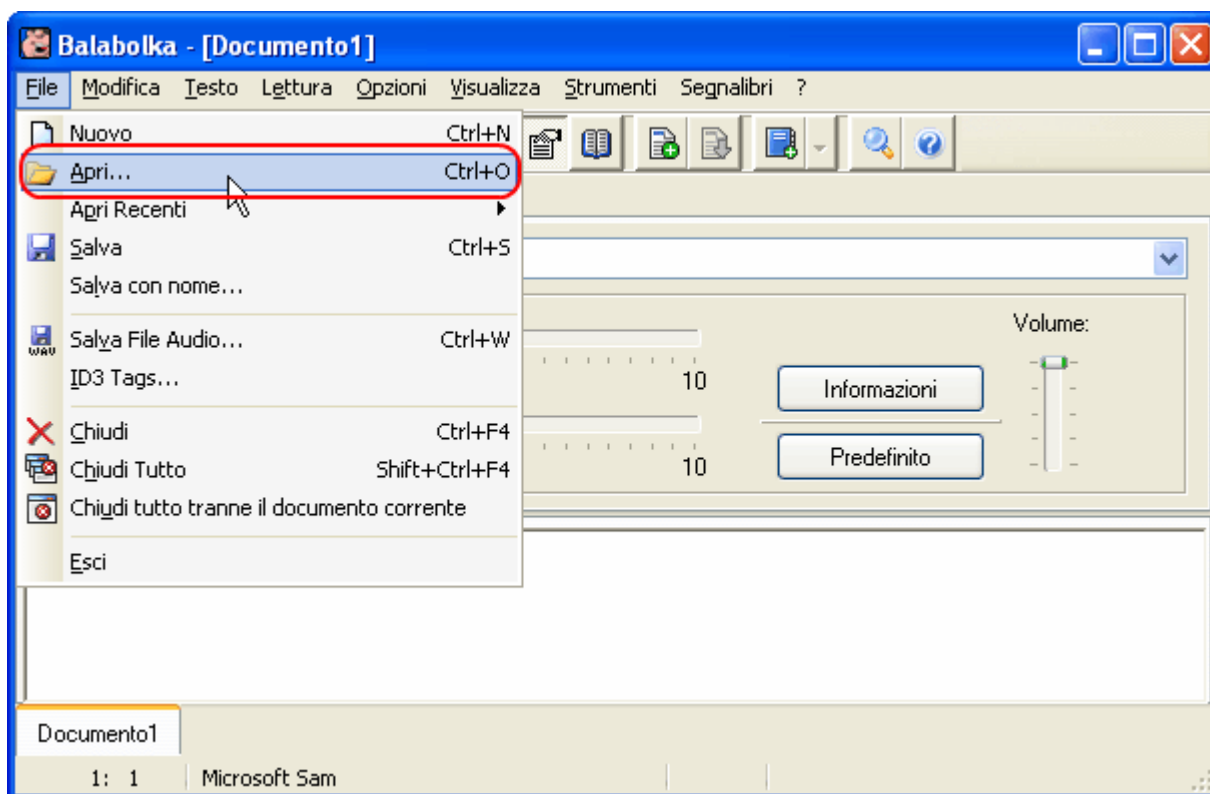 Balabolka - [Documento1]
File Modifica Testo Lettura Opzioni Visualizza Strumenti Segnalibri ?
Nuovo Ctrl+N
Apri... Ctrl+O
Apri Recenti
Salva Ctrl+S
Salva con nome...
WAV
Salva File Audio... Ctrl+W
ID3 Tags...
Chiudi Ctrl+F4
Chiudi Tutto Shift+Ctrl+F4
Chiudi tutto tranne il documento corrente
Esci
Volume:
10
Informazioni
10
Predefinito
Documento1
1: 1 Microsoft Sam